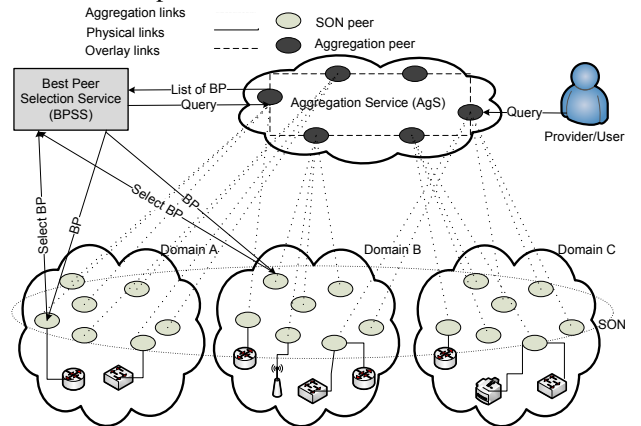 Aggregation links
Physical links
Overlay links
SON peer
Aggregation peer
Best Peer
Selection Service
(BPSS)
List of BP
Query
Aggregation Service (AgS)
Query
Provider/User
Select BP
BP
Select BP
BP
Domain A
Domain B
Domain C
SON